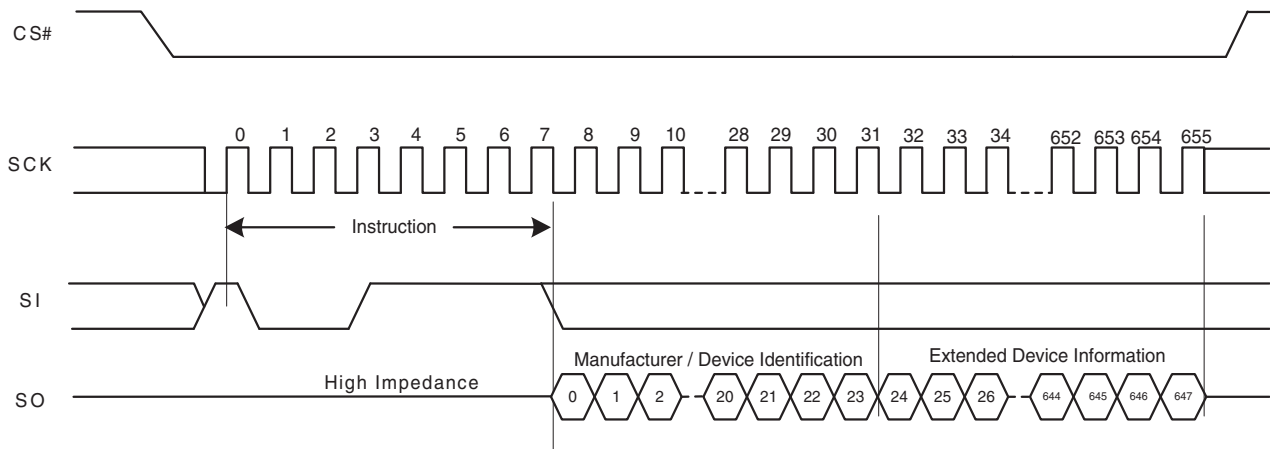 CS#
SCK
0 1 2 3 4 5 6 7 8 9 10 28 29 30 31 32 33 34 652 653 654 655
Instruction
SI
Manufacturer / Device Identification
Extended Device Information
High Impedance
SO
0 1 2 20 21 22 23 24 25 26 644 645 646 647